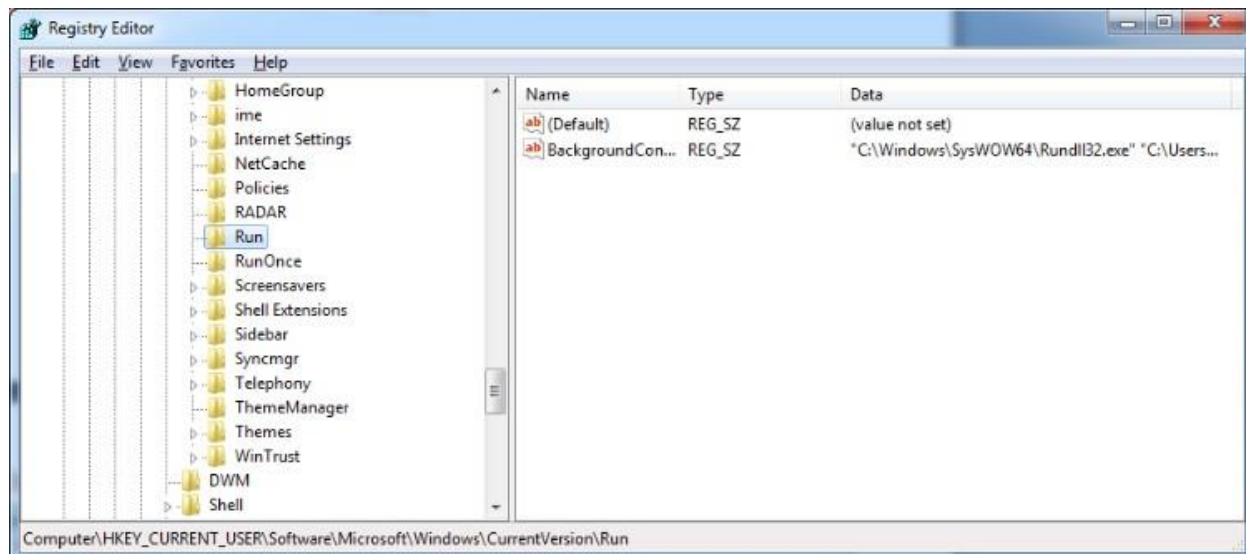 Registry Editor
File Edit View Favorites Help
HomeGroup
ime
Internet Settings
NetCache
Policies
RADAR
Run
RunOnce
Screensavers
Shell Extensions
Sidebar
Syncmgr
Telephony
ThemeManager
Themes
WinTrust
DWM
Shell
Name Type Data
ab (Default) REG_SZ (value not set)
ab BackgroundCon... REG_SZ "C:\Windows\SysWOW64\Rundll32.exe" "C:\Users...
Computer\HKEY_CURRENT_USER\Software\Microsoft\Windows\CurrentVersion\Run